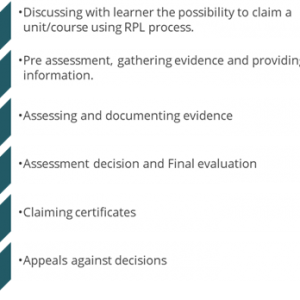 •Discussing with learner the possibility to claim a
unit/course using RPL process.
•Pre assessment, gathering evidence and providing
information.
•Assessing and documenting evidence
•Assessment decision and Final evaluation
•Claiming certificates
•Appeals against decisions